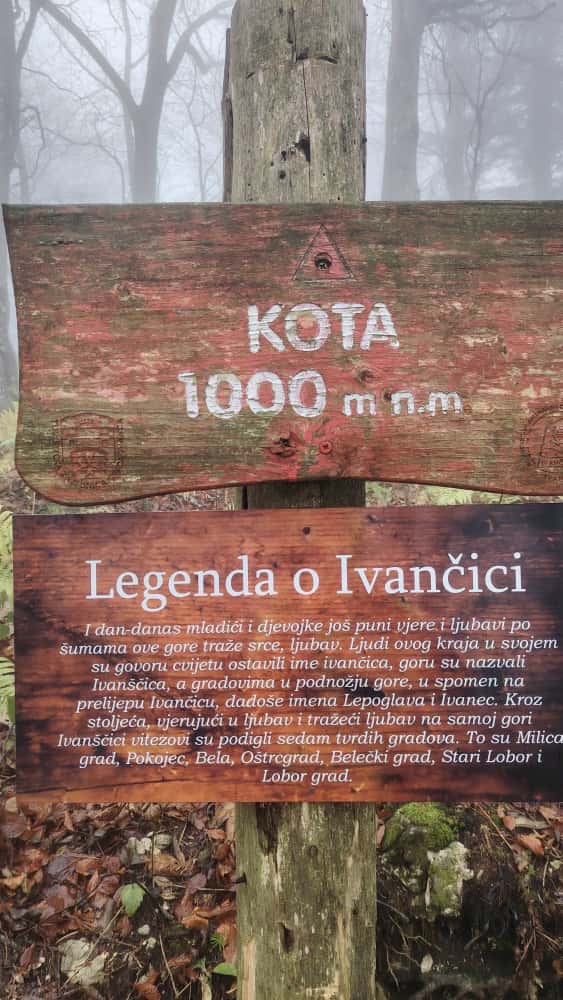 KOTA
1000 m n.m
Legenda o Ivančici
I dan-danas mladići i djevojke još puni vjere i ljubavi po
šumama ove gore traže srce, ljubav. Ljudi ovog kraja u svojem
su govoru cvijetu ostavili ime ivančica, goru su nazvali
Ivanščica, a gradovima u podnožju gore, u spomen na
prelijepu Ivančicu, dadoše imena Lepoglava i Ivanec. Kroz
stoljeća, vjerujući u ljubav i tražeći ljubav na samoj gori
Ivanščici vitezovi su podigli sedam tvrdih gradova. To su Milica
grad, Pokojec, Bela, Oštrcgrad, Belečki grad, Stari Lobor i
Lobor grad.